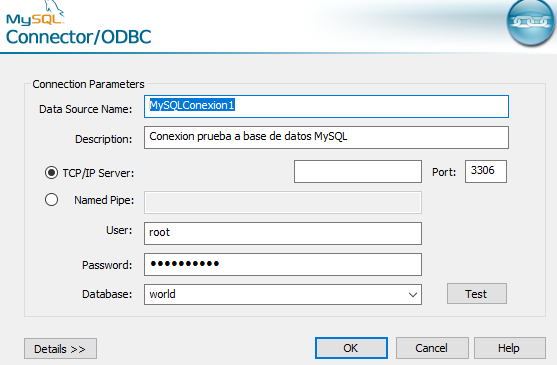 MySQL
Connector/ODBC
Connection Parameters
Data Source Name: MySQLConexion1
Description: Conexion prueba a base de datos MySQL
TCP/IP Server: Port: 3306
Named Pipe:
User: root
Password: ••••••••••
Database: world Test
Details >> OK Cancel Help